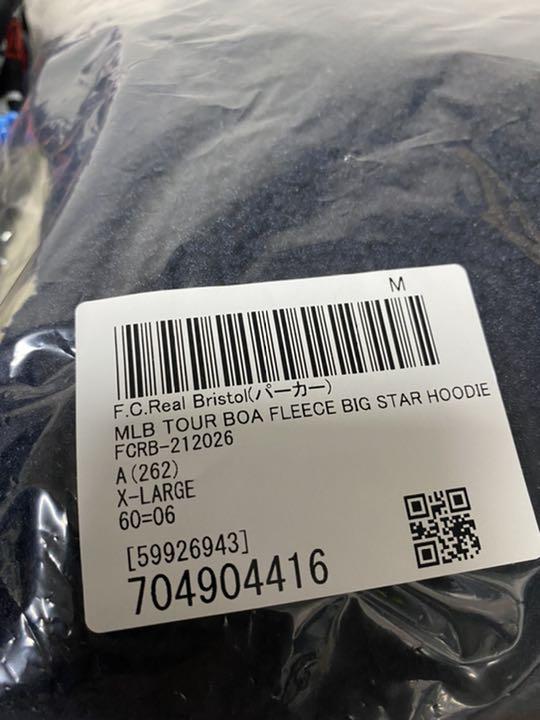 M
F.C.Real Bristol(パーカー)
MLB TOUR BOA FLEECE BIG STAR HOODIE
FCRB-212026
A(262)
X-LARGE
60=06
[59926943]
704904416